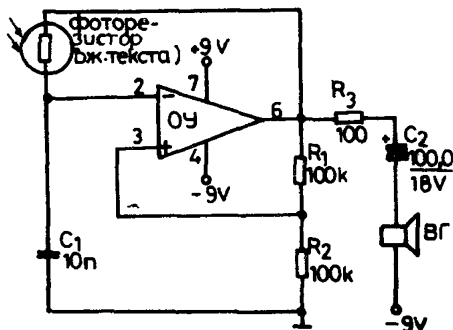 фоторе-
зистор
(вж.текста)
+9V
2
7
6
ОУ
3
4
-9V
R3
100
C2
100,0
18V
R1
100k
R2
100k
C1
10n
ВГ
-9V